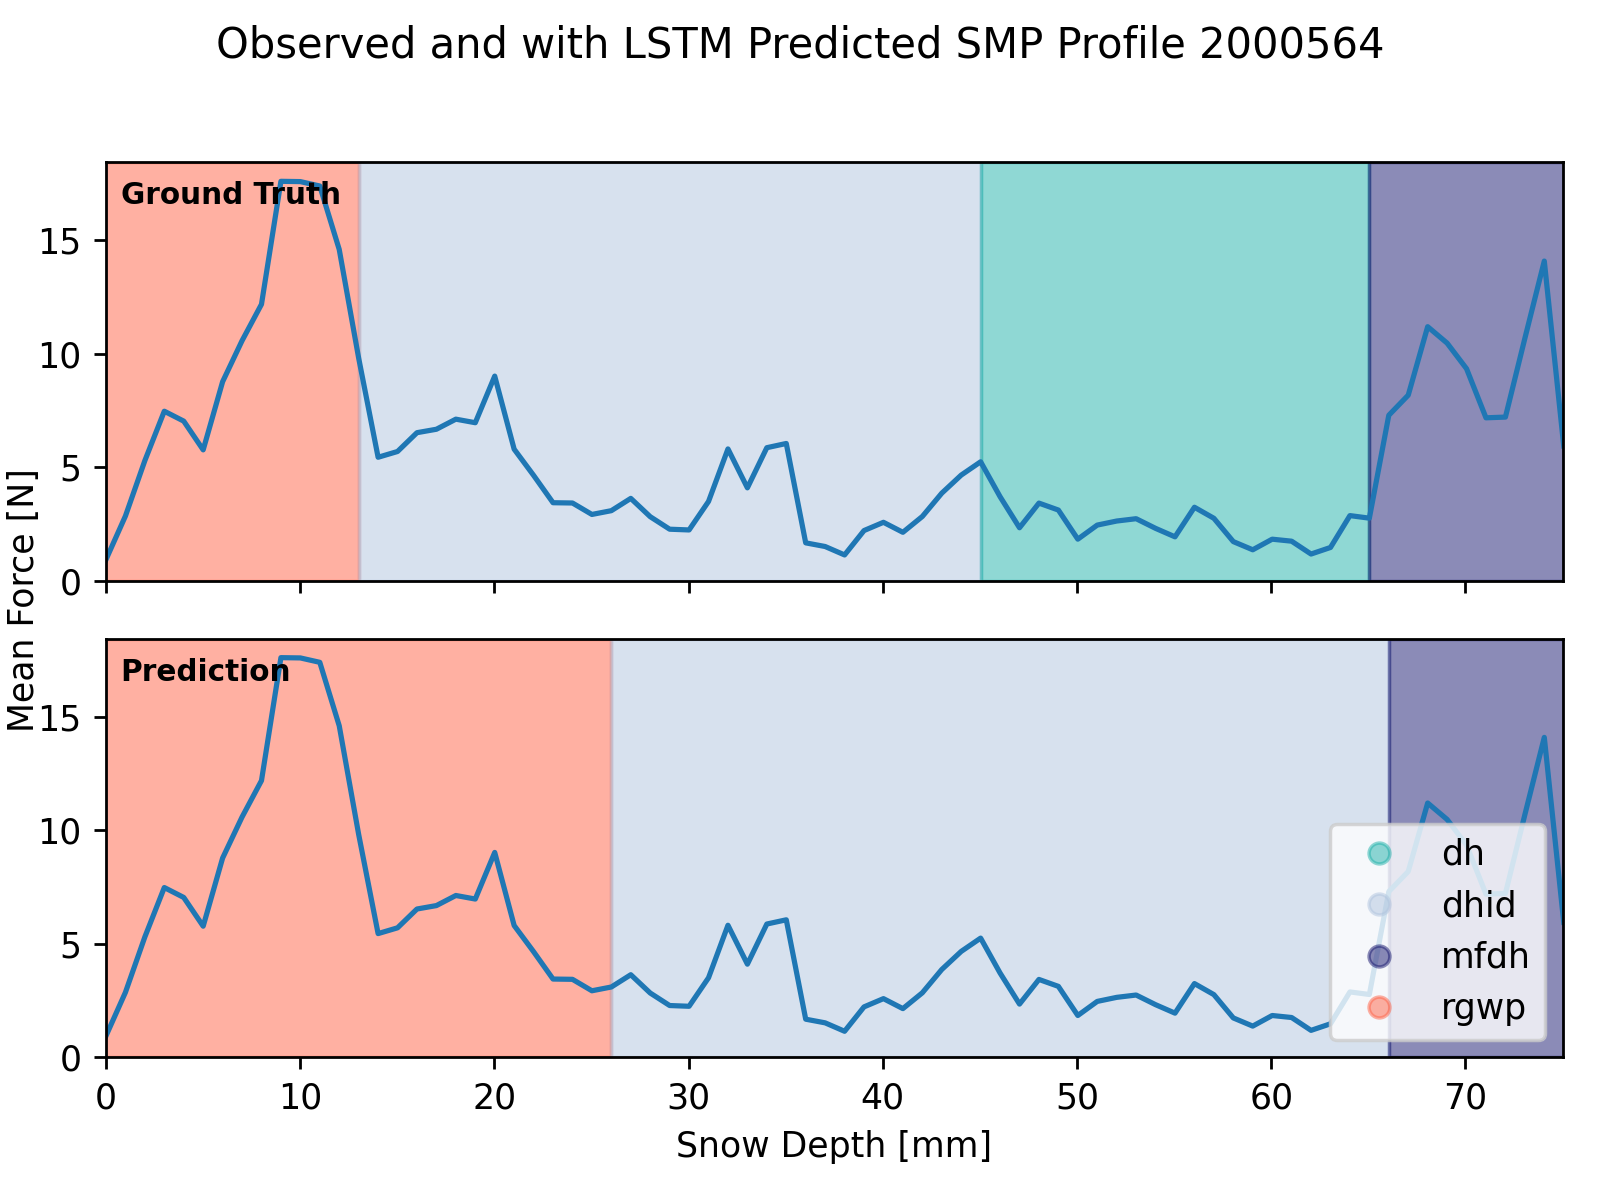 Observed and with LSTM Predicted SMP Profile 2000564
Mean Force [N]
Ground Truth
15
10
5
0
Prediction
15
10
5
0
dh
dhid
mfdh
rgwp
0 10 20 30 40 50 60 70
Snow Depth [mm]